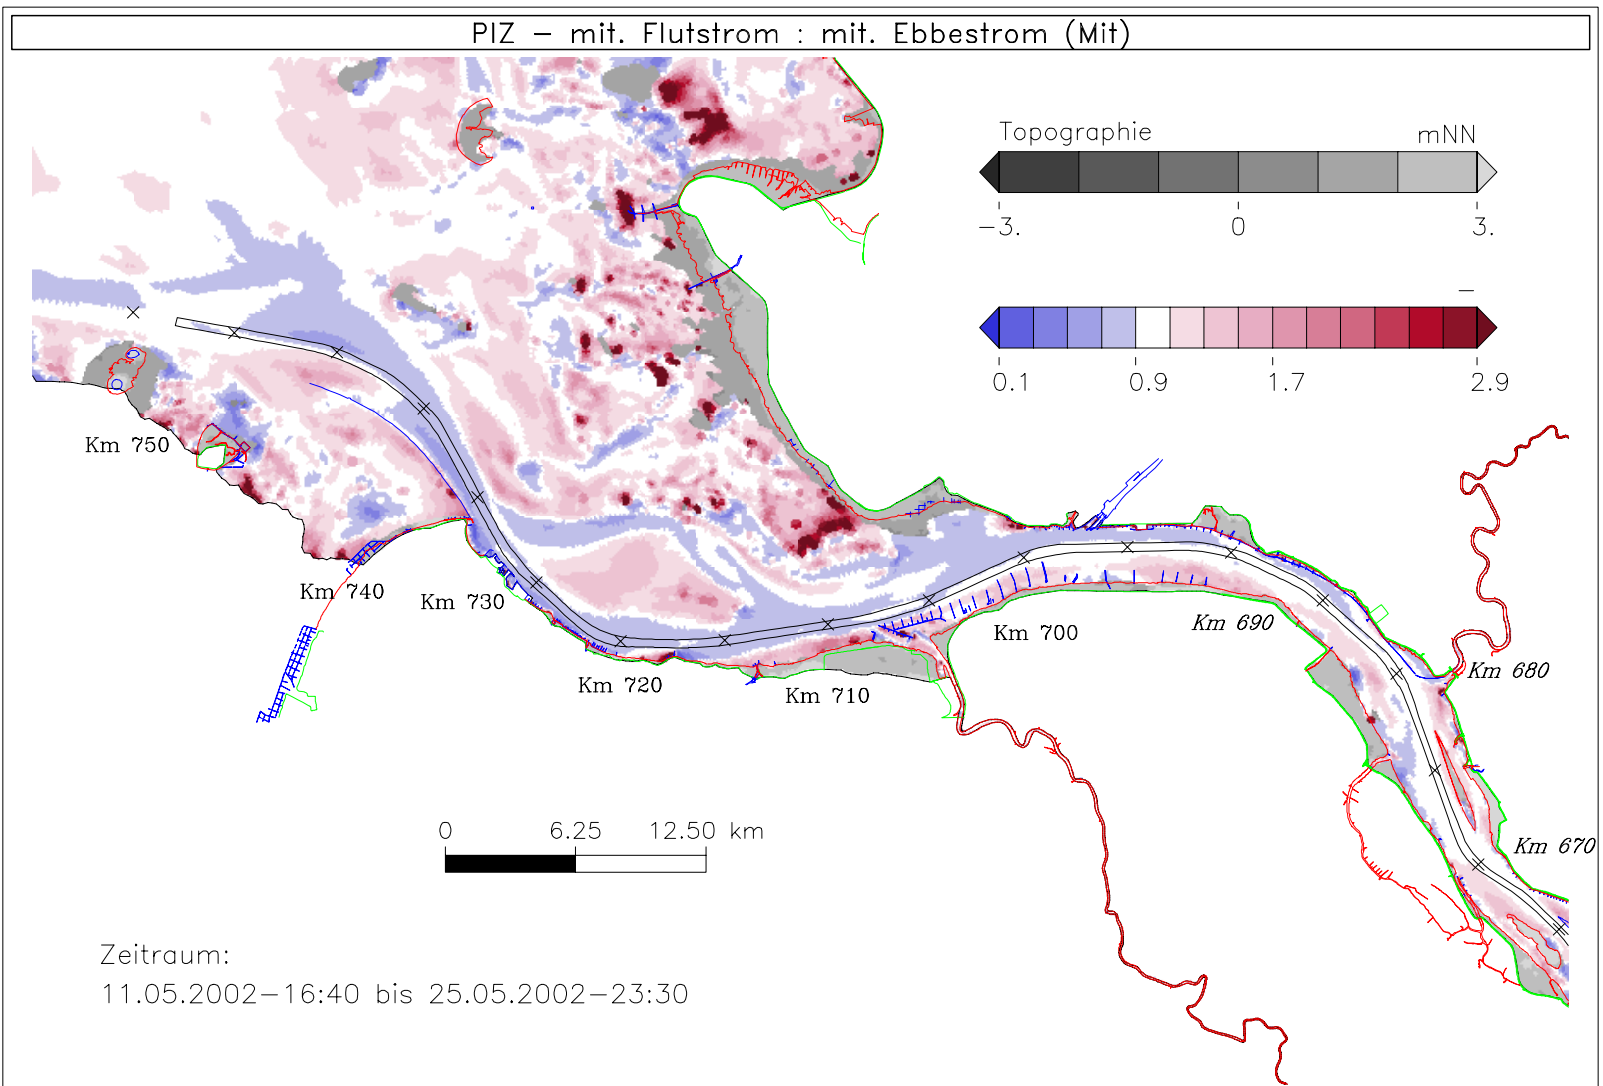 PIZ − mit. Flutstrom : mit. Ebbestrom (Mit)
Topographie mNN
−3. 0 3.
−
0.1 0.9 1.7 2.9
Km 750
Km 740
Km 730
Km 720
Km 710
Km 700
Km 690
Km 680
Km 670
0 6.25 12.50 km
Zeitraum:
11.05.2002−16:40 bis 25.05.2002−23:30